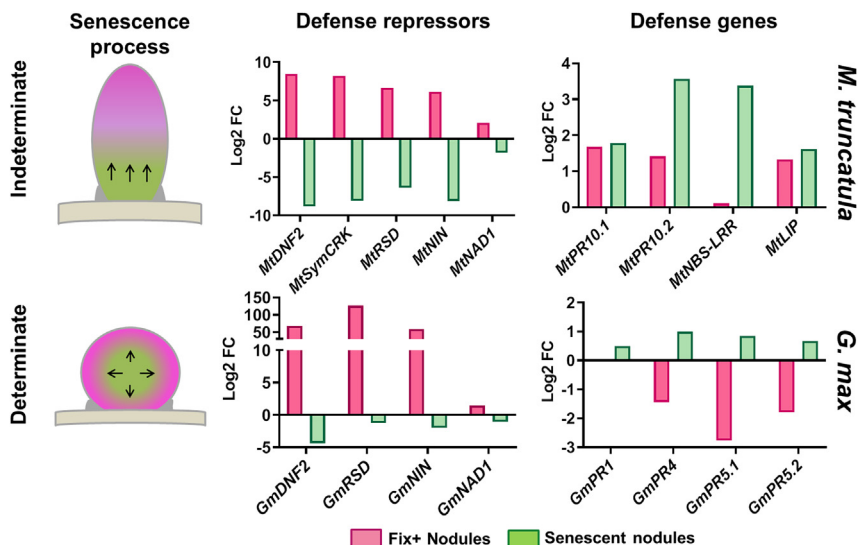 Senescence process
Defense repressors
Defense genes
Indeterminate
Log2 FC
10
5
0
-5
-10
MtDNF2
MtSymCRK
MtRSD
MtNIN
MtNAD1
Log2 FC
4
3
2
1
0
MtPR10.1
MtPR10.2
MtNBS-LRR
MtLIP
M. truncatula
Determinate
Log2 FC
150
100
50
10
5
0
-5
GmDNF2
GmRSD
GmNIN
GmNAD1
Log2 FC
2
1
0
-1
-2
-3
GmPR1
GmPR4
GmPR5.1
GmPR5.2
G. max
Fix+ Nodules
Senescent nodules